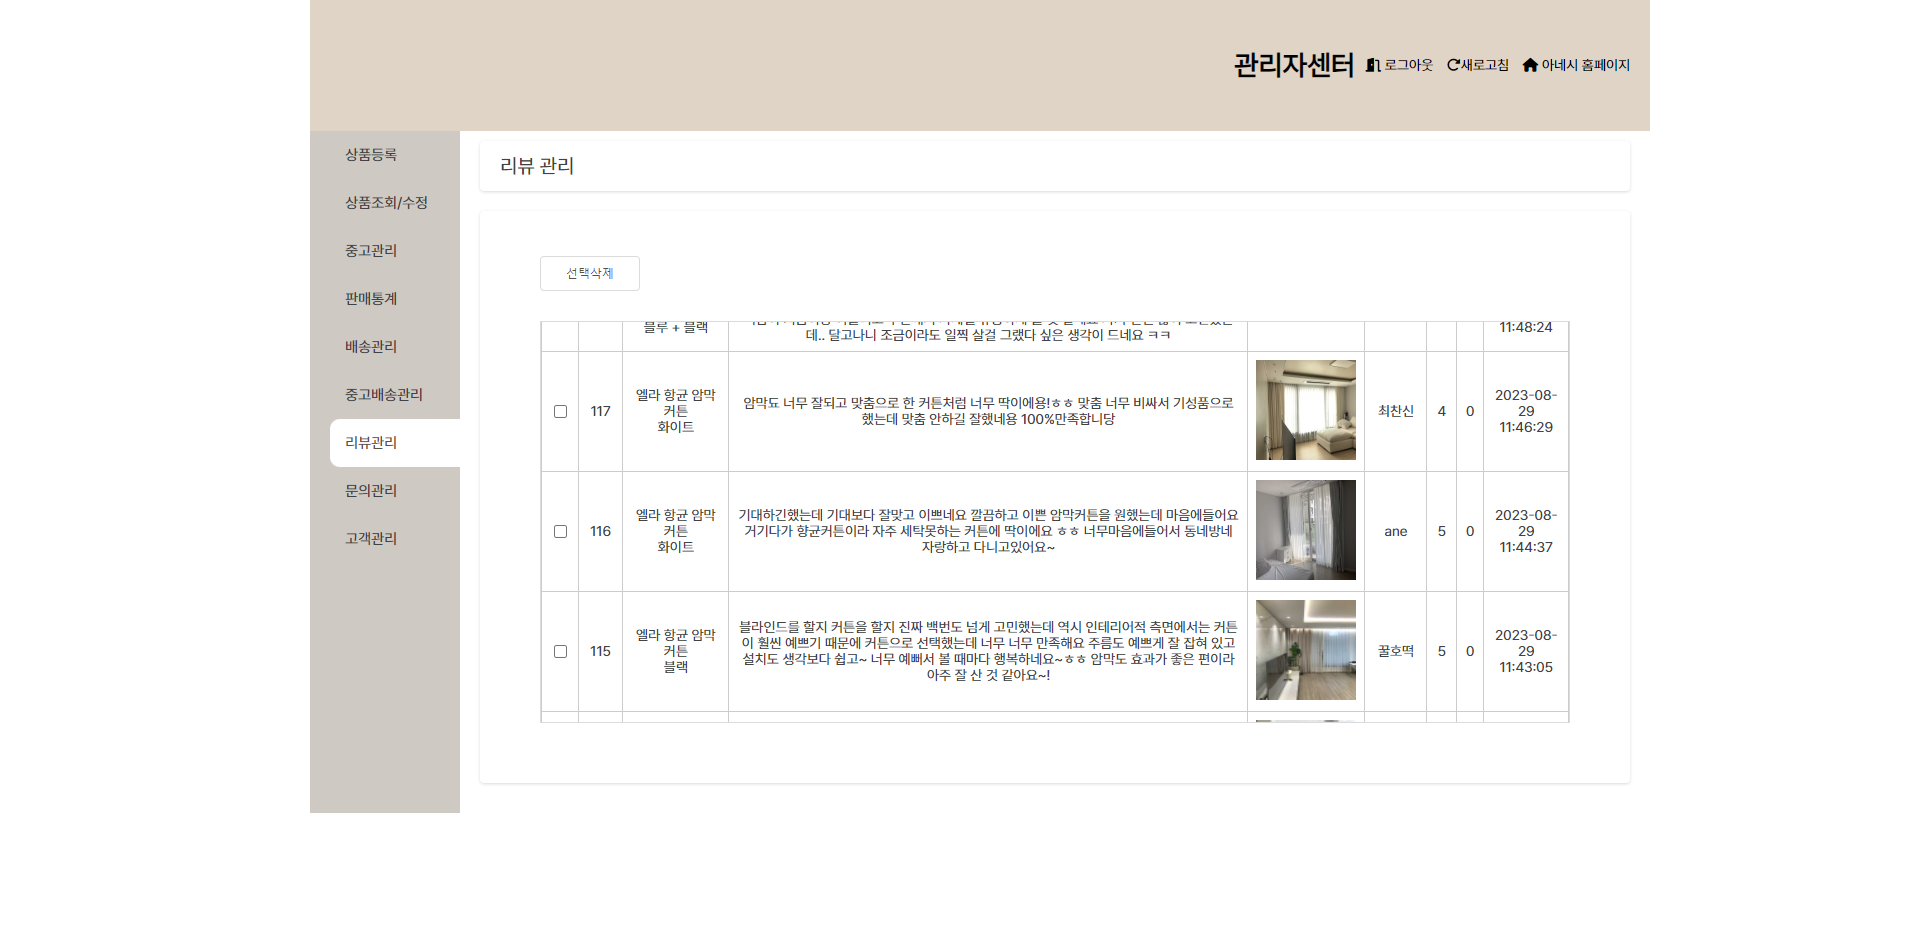 관리자센터 로그아웃 새로고침 아네시 홈페이지
상품등록
상품조회/수정
중고관리
판매통계
배송관리
중고배송관리
리뷰관리
문의관리
고객관리
리뷰 관리
선택삭제
블루 + 블랙
데.. 달고나니 조금이라도 일찍 살걸 그랬다 싶은 생각이 드네요 ㅋㅋ
11:48:24
117
엘라 항균 암막
커튼
화이트
암막됴 너무 잘되고 맞춤으로 한 커튼처럼 너무 딱이에용!ㅎㅎ 맞춤 너무 비싸서 기성품으로
했는데 맞춤 안하길 잘했네용 100%만족합니당
최찬신
4
0
2023-08-
29
11:46:29
116
엘라 항균 암막
커튼
화이트
기대하긴했는데 기대보다 잘맞고 이쁘네요 깔끔하고 이쁜 암막커튼을 원했는데 마음에들어요
거기다가 향균커튼이라 자주 세탁못하는 커튼에 딱이에요 ㅎㅎ 너무마음에들어서 동네방네
자랑하고 다니고있어요~
ane
5
0
2023-08-
29
11:44:37
115
엘라 항균 암막
커튼
블랙
블라인드를 할지 커튼을 할지 진짜 백번도 넘게 고민했는데 역시 인테리어적 측면에서는 커튼
이 훨씬 예쁘기 때문에 커튼으로 선택했는데 너무 너무 만족해요 주름도 예쁘게 잘 잡혀 있고
설치도 생각보다 쉽고~ 너무 예뻐서 볼 때마다 행복하네요~ㅎㅎ 암막도 효과가 좋은 편이라
아주 잘 산 것 같아요~!
꿀호떡
5
0
2023-08-
29
11:43:05